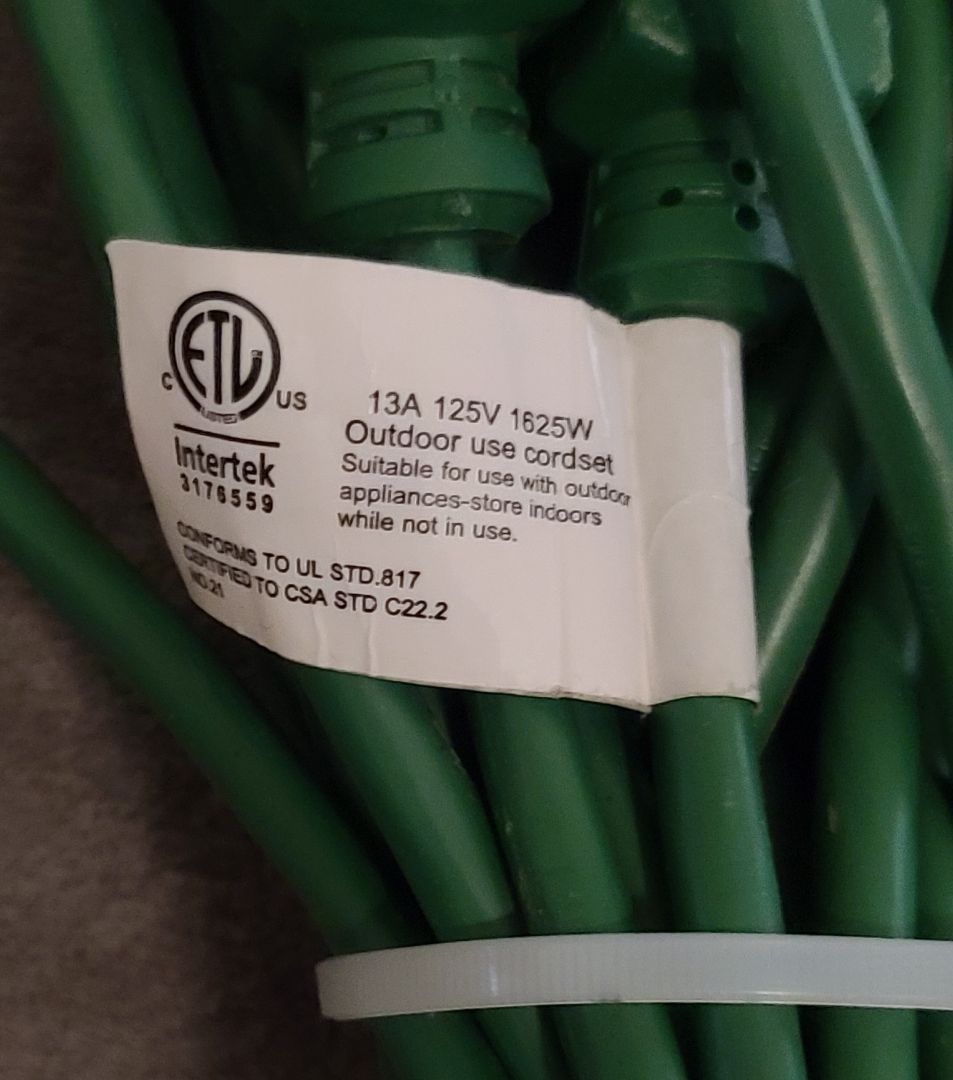 ETL
LISTED
C US
Intertek
3176559
13A 125V 1625W
Outdoor use cordset
Suitable for use with outdoor
appliances-store indoors
while not in use.
CONFORMS TO UL STD.817
CERTIFIED TO CSA STD C22.2
NO.21